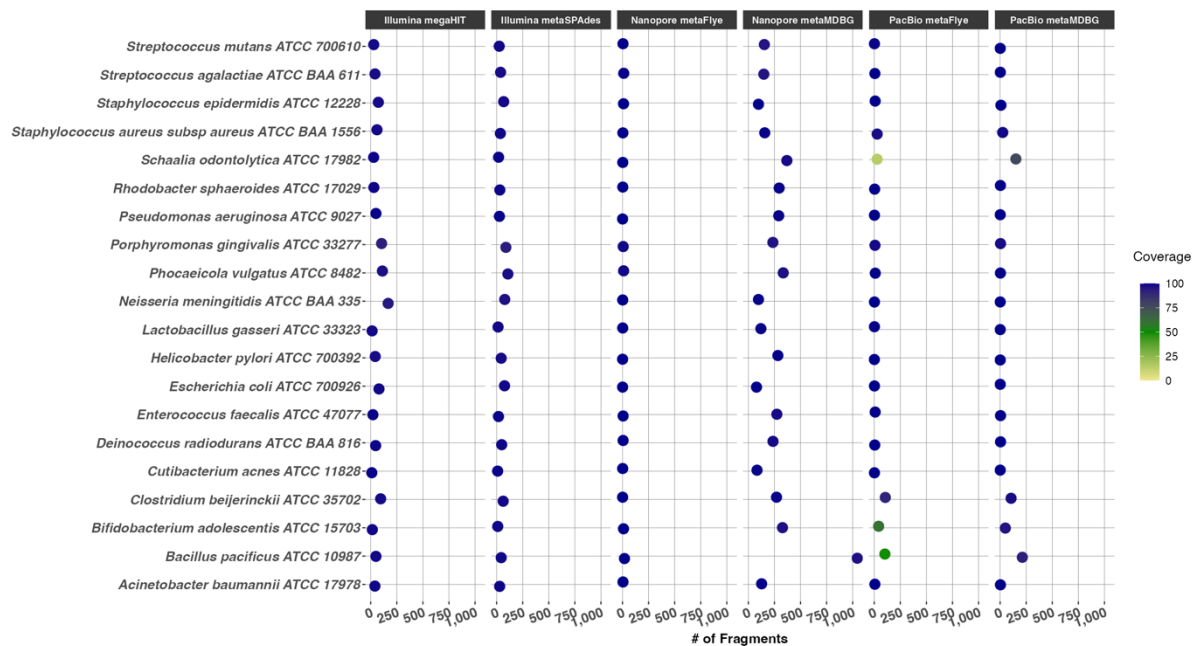 Illumina megaHIT Illumina metaSPAdes Nanopore metaFlye Nanopore metaMDBG PacBio metaFlye PacBio metaMDBG
Streptococcus mutans ATCC 700610
Streptococcus agalactiae ATCC BAA 611
Staphylococcus epidermidis ATCC 12228
Staphylococcus aureus subsp aureus ATCC BAA 1556
Schaalia odontolytica ATCC 17982
Rhodobacter sphaeroides ATCC 17029
Pseudomonas aeruginosa ATCC 9027
Porphyromonas gingivalis ATCC 33277
Phocaeicola vulgatus ATCC 8482
Neisseria meningitidis ATCC BAA 335
Lactobacillus gasseri ATCC 33323
Helicobacter pylori ATCC 700392
Escherichia coli ATCC 700926
Enterococcus faecalis ATCC 47077
Deinococcus radiodurans ATCC BAA 816
Cutibacterium acnes ATCC 11828
Clostridium beijerinckii ATCC 35702
Bifidobacterium adolescentis ATCC 15703
Bacillus pacificus ATCC 10987
Acinetobacter baumannii ATCC 17978
0 250 500 750 1,000 0 250 500 750 1,000 0 250 500 750 1,000 0 250 500 750 1,000 0 250 500 750 1,000 0 250 500 750 1,000
# of Fragments
Coverage
100
75
50
25
0